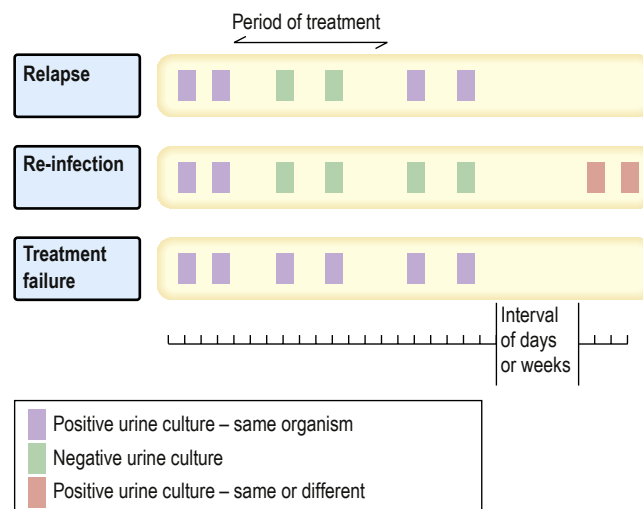 Period of treatment
Relapse
Re-infection
Treatment
failure
Interval
of days
or weeks
Positive urine culture – same organism
Negative urine culture
Positive urine culture – same or different